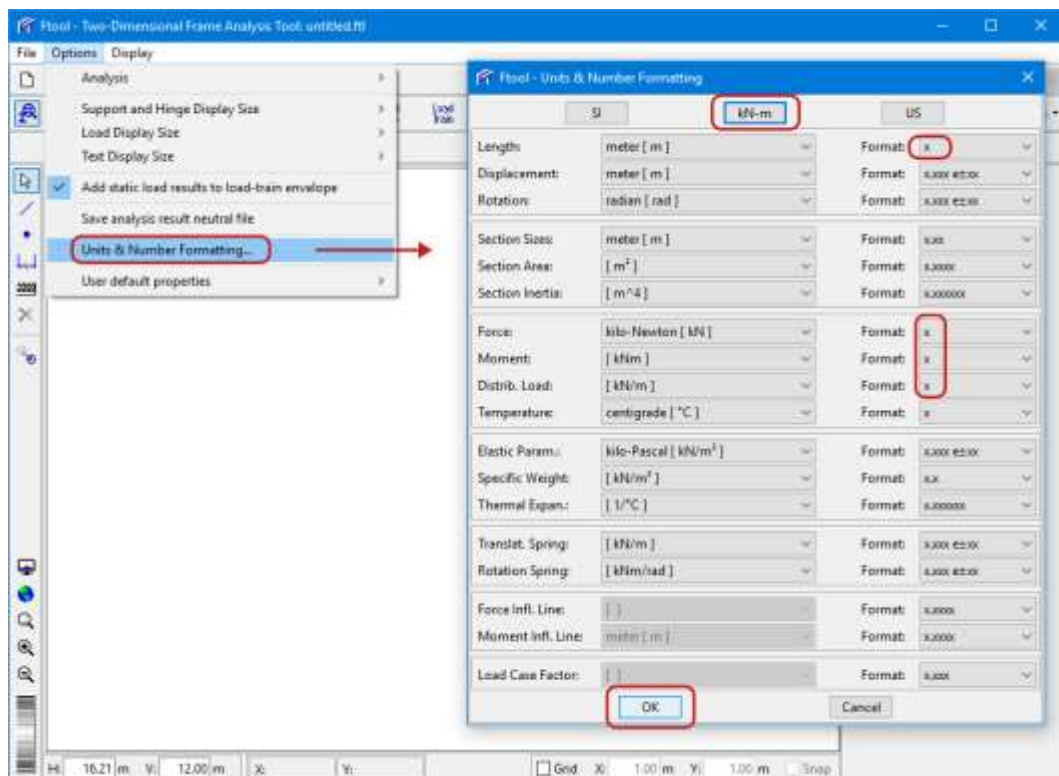 Ftool - Two-Dimensional Frame Analysis Tool: untitled.ftl
File Options Display
Analysis
Support and Hinge Display Size
Load Display Size
Text Display Size
Add static load results to load-train envelope
Save analysis result neutral file
Units & Number Formatting...
User default properties
Load Train
Ftool - Units & Number Formatting
SI kN-m US
Length: meter [ m ] Format: x
Displacement: meter [ m ] Format: x.xxx e±xx
Rotation: radian [ rad ] Format: x.xxx e±xx
Section Sizes: meter [ m ] Format: x.xx
Section Area: [ m² ] Format: x.xxxx
Section Inertia: [ m^4 ] Format: x.xxxxxx
Force: kilo-Newton [ kN ] Format: x
Moment: [ kNm ] Format: x
Distrib. Load: [ kN/m ] Format: x
Temperature: centigrade [ °C ] Format: x
Elastic Param.: kilo-Pascal [ kN/m² ] Format: x.xxx e±xx
Specific Weight: [ kN/m³ ] Format: x.x
Thermal Expan.: [ 1/°C ] Format: x.xxxxxx
Translat. Spring: [ kN/m ] Format: x.xxx e±xx
Rotation Spring: [ kNm/rad ] Format: x.xxx e±xx
Force Infl. Line: [ ] Format: x.xxxx
Moment Infl. Line: meter [ m ] Format: x.xxxx
Load Case Factor: [ ] Format: x.xxx
OK Cancel
H: 16.21 m V: 12.00 m X: Y: Grid X: 1.00 m Y: 1.00 m Snap